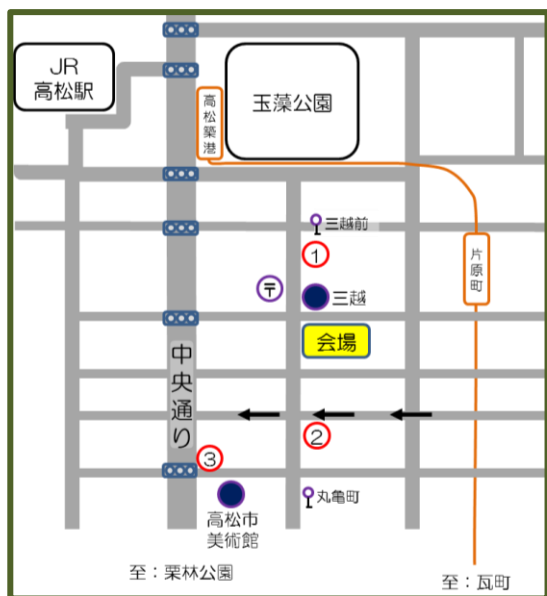 JR
高松駅
玉藻公園
高松築港
三越前
①
片原町
〒
三越
会場
中央通り
②
③
丸亀町
高松市
美術館
至：栗林公園
至：瓦町